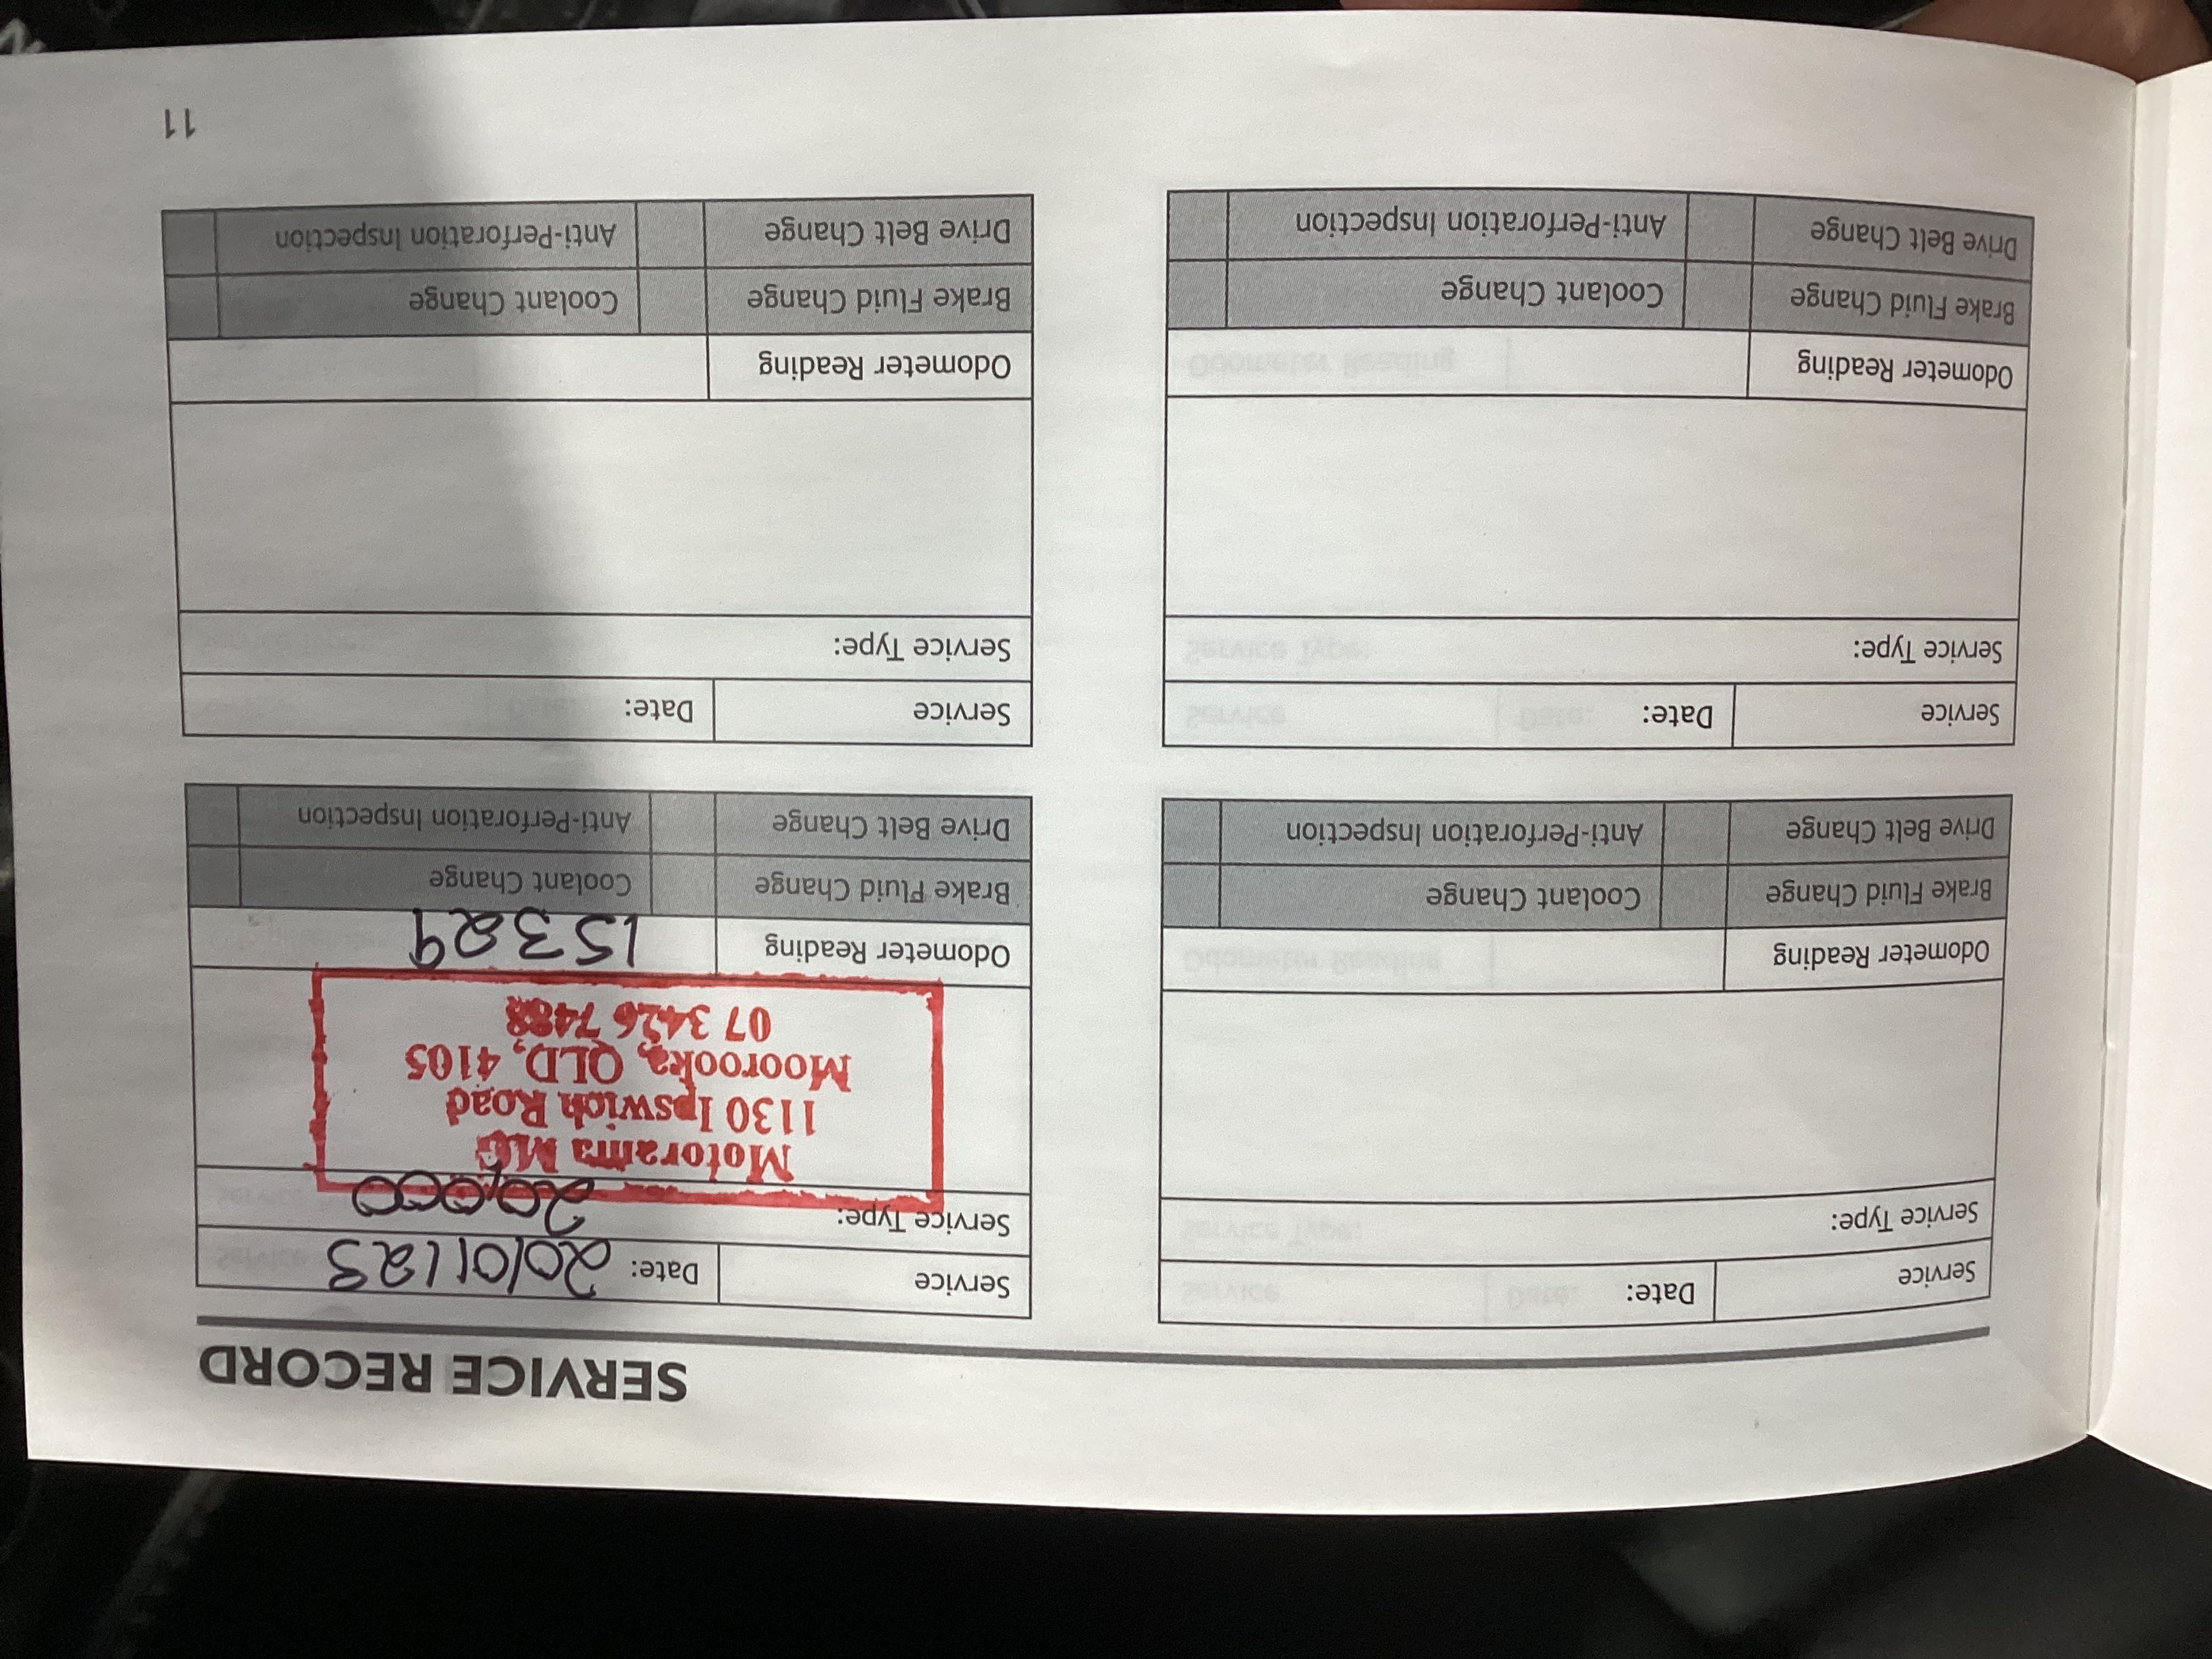 SERVICE RECORD
Service Date:
Service Type:
Odometer Reading
Brake Fluid Change Coolant Change
Drive Belt Change Anti-Perforation Inspection
Service Date: 20/01/23
Service Type: 20,000
Motorama MG
1130 Ipswich Road
Moorooka, QLD, 4105
07 3426
Odometer Reading 15329
Brake Fluid Change Coolant Change
Drive Belt Change Anti-Perforation Inspection
Service Date:
Service Type:
Odometer Reading
Brake Fluid Change Coolant Change
Drive Belt Change Anti-Perforation Inspection
Service Date:
Service Type:
Odometer Reading
Brake Fluid Change Coolant Change
Drive Belt Change Anti-Perforation Inspection
11